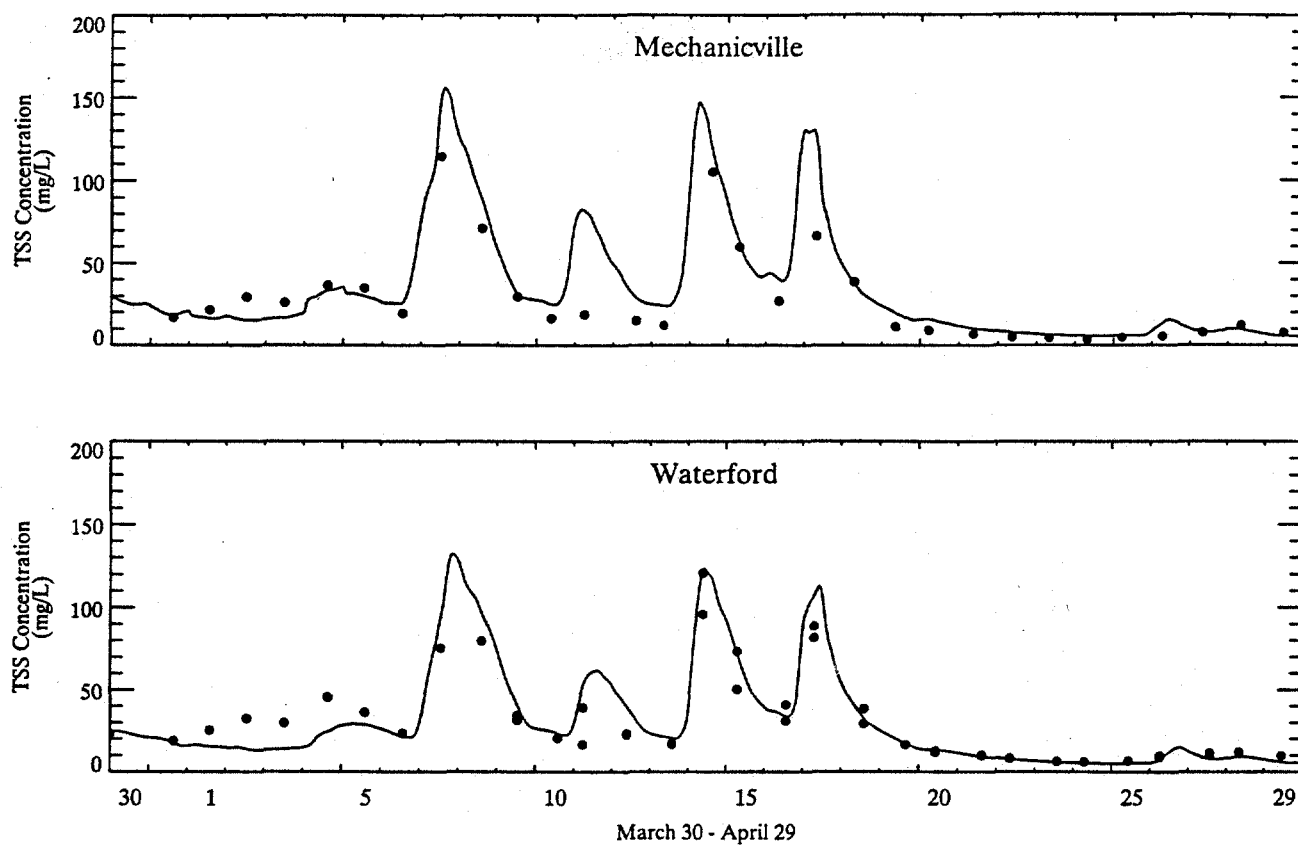 Mechanicville
200
150
100
50
0
TSS Concentration
(mg/L)
Waterford
200
150
100
50
0
TSS Concentration
(mg/L)
30 1 5 10 15 20 25 29
March 30 - April 29